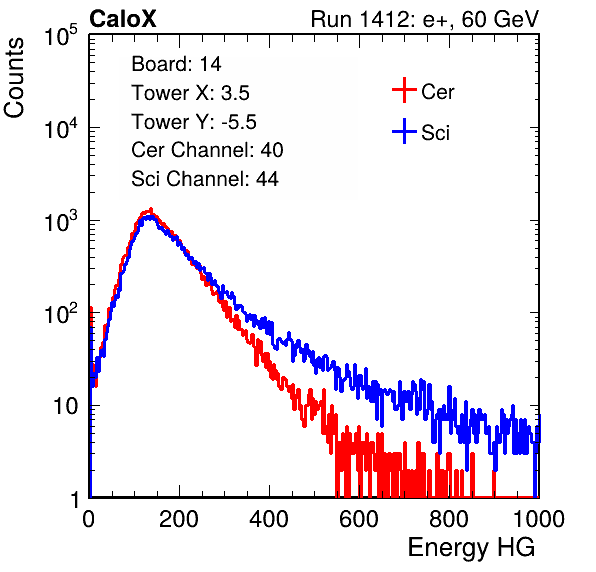 CaloX Run 1412: e+, 60 GeV
Counts
Board: 14
Tower X: 3.5
Tower Y: -5.5
Cer Channel: 40
Sci Channel: 44
Cer
Sci
10^5
10^4
10^3
10^2
10
1
0 200 400 600 800 1000
Energy HG